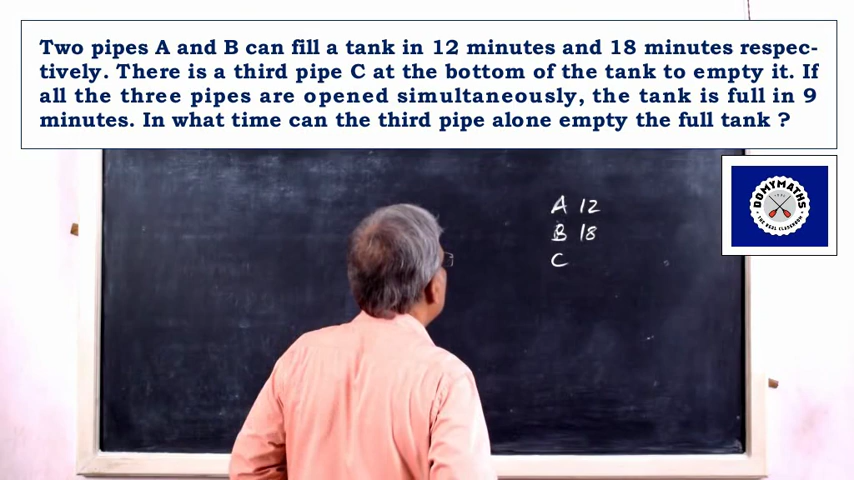 Two pipes A and B can fill a tank in 12 minutes and 18 minutes respec-
tively. There is a third pipe C at the bottom of the tank to empty it. If
all the three pipes are opened simultaneously, the tank is full in 9
minutes. In what time can the third pipe alone empty the full tank ?
A 12
B 18
C
DOMYMATHS
THE REAL CLASSROOM